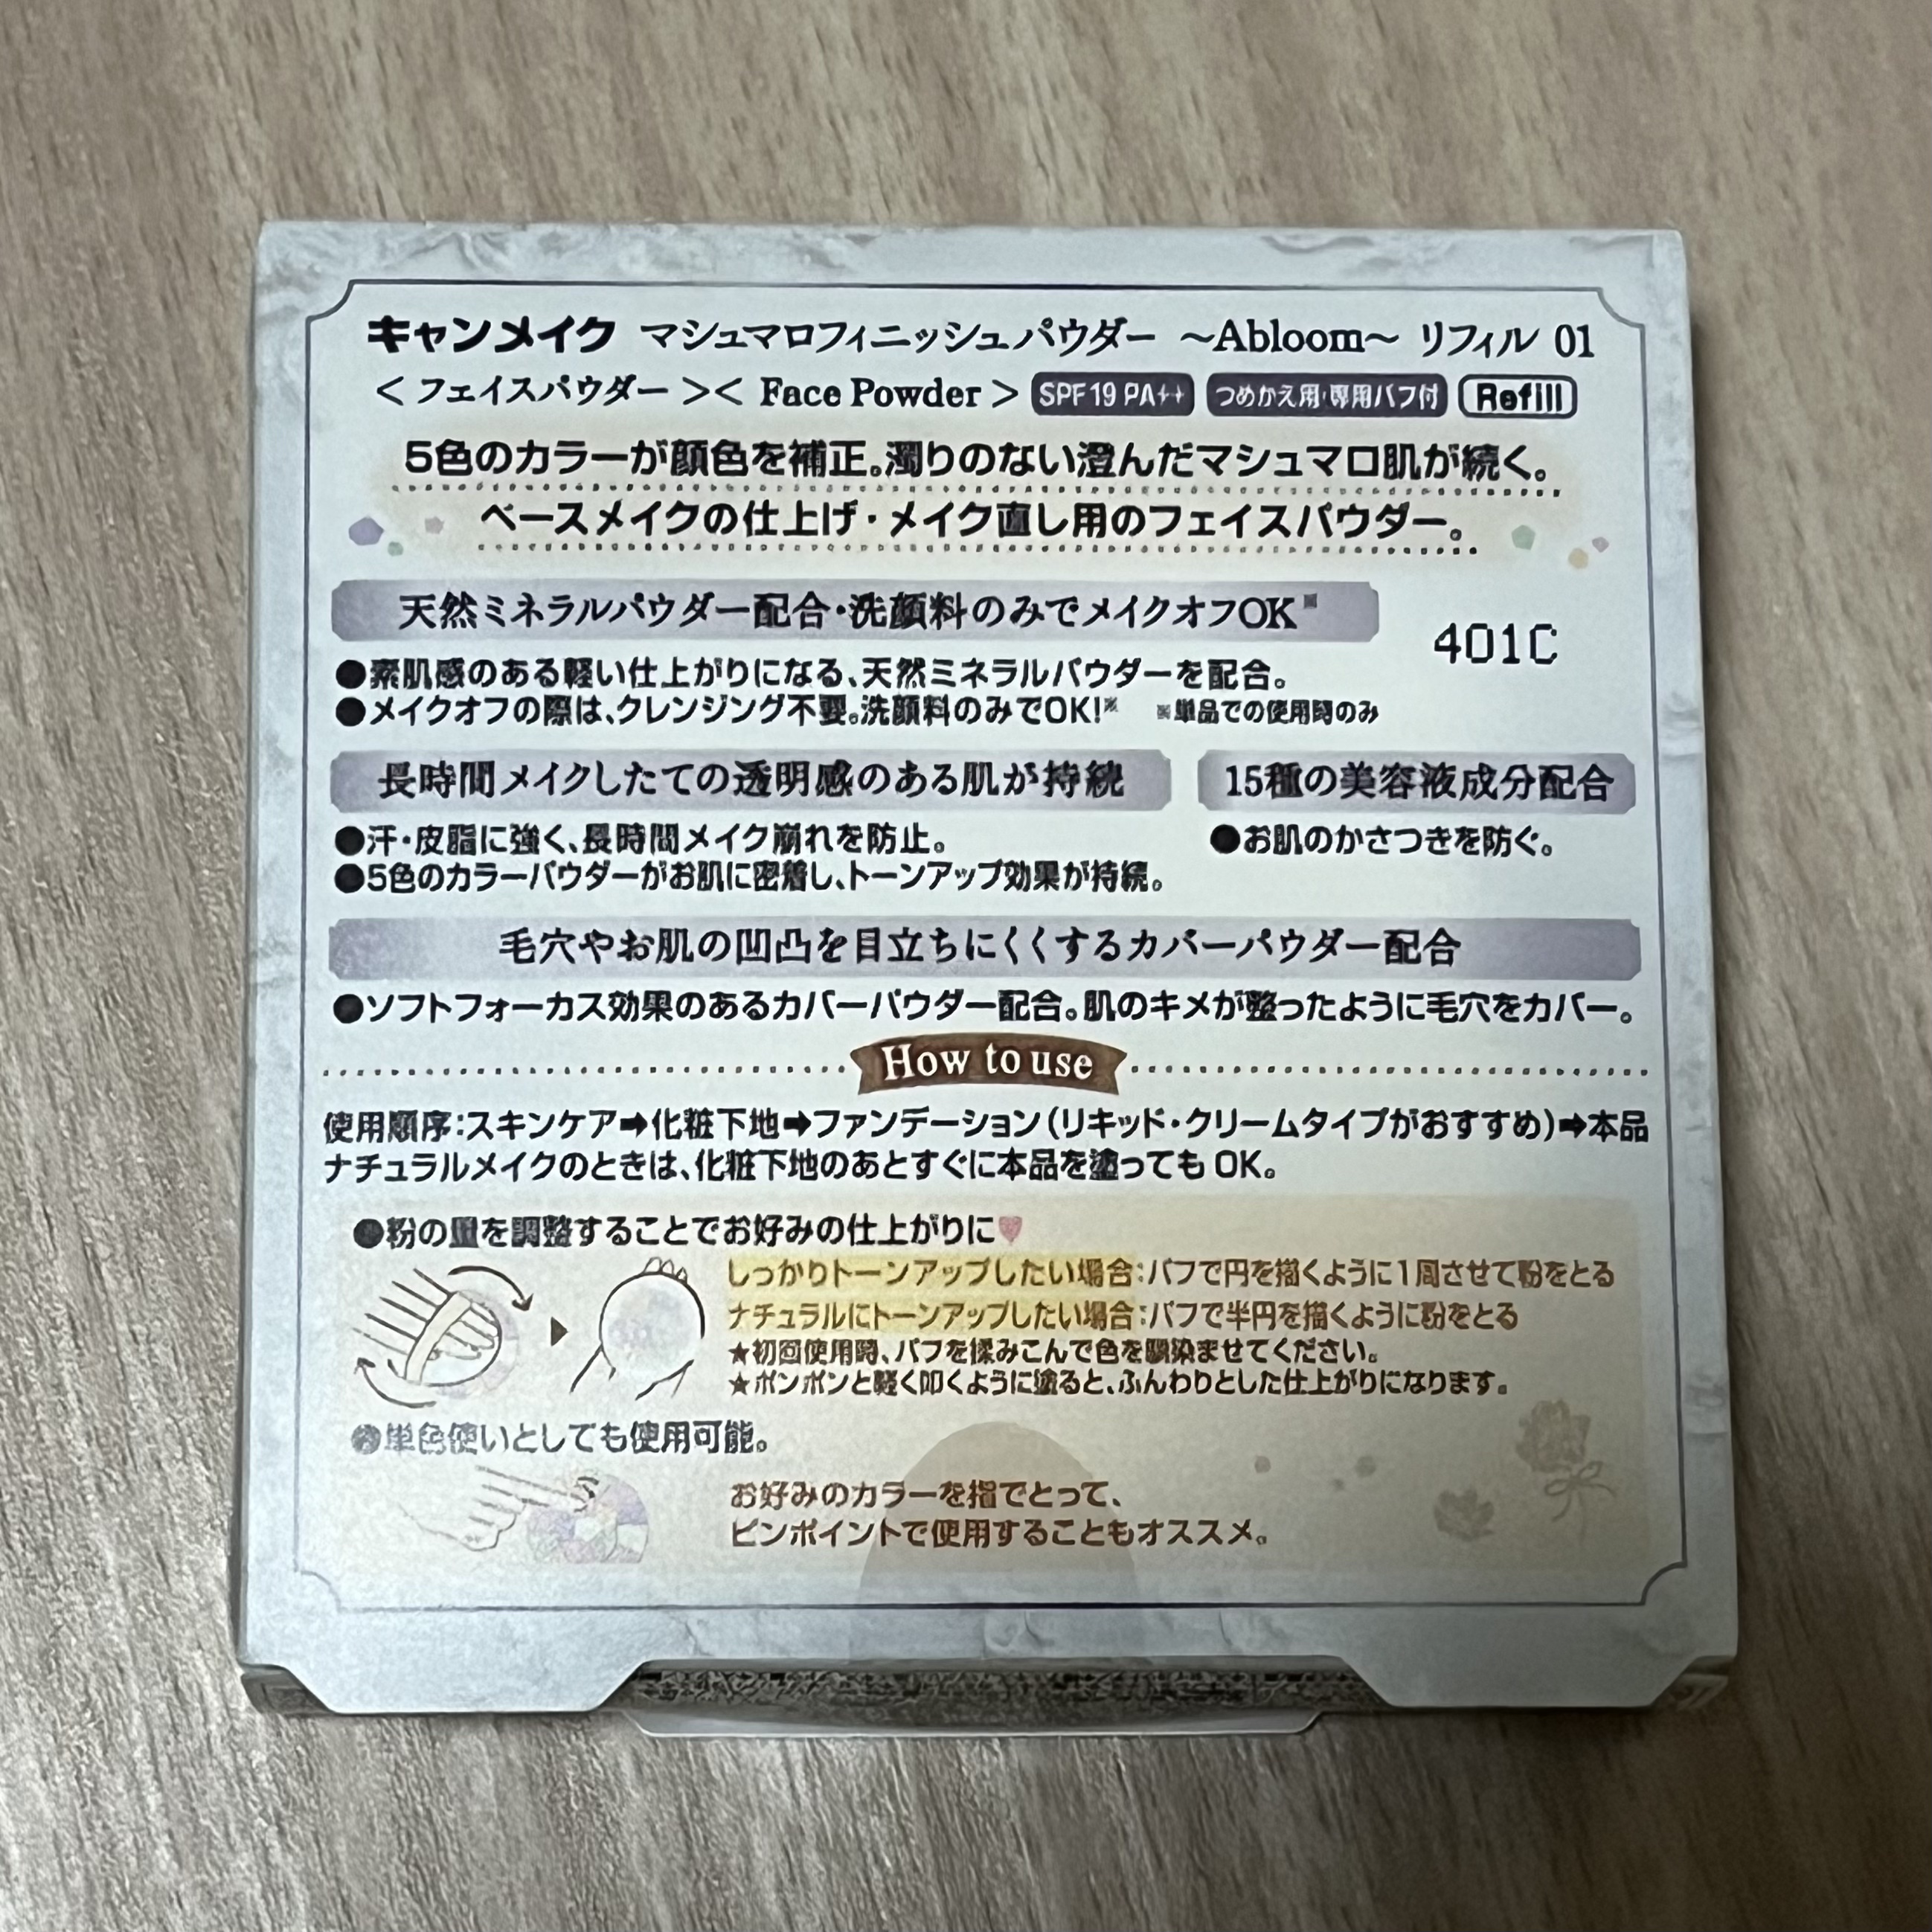 キャンメイク マシュマロフィニッシュパウダー ～Abloom～ リフィル 01
＜フェイスパウダー＞＜ Face Powder ＞ SPF19 PA++ つめかえ用・専用パフ付 Refill
5色のカラーが顔色を補正。濁りのない澄んだマシュマロ肌が続く。
ベースメイクの仕上げ・メイク直し用のフェイスパウダー。
天然ミネラルパウダー配合・洗顔料のみでメイクオフOK※
401C
●素肌感のある軽い仕上がりになる、天然ミネラルパウダーを配合。
●メイクオフの際は、クレンジング不要。洗顔料のみでOK!※ ※単品での使用時のみ
長時間メイクしたての透明感のある肌が持続
●汗・皮脂に強く、長時間メイク崩れを防止。
●5色のカラーパウダーがお肌に密着し、トーンアップ効果が持続。
15種の美容液成分配合
●お肌のかさつきを防ぐ。
毛穴やお肌の凹凸を目立ちにくくするカバーパウダー配合
●ソフトフォーカス効果のあるカバーパウダー配合。肌のキメが整ったように毛穴をカバー。
How to use
使用順序：スキンケア➡化粧下地➡ファンデーション（リキッド・クリームタイプがおすすめ）➡本品
ナチュラルメイクのときは、化粧下地のあとすぐに本品を塗ってもOK。
●粉の量を調整することでお好みの仕上がりに♥
しっかりトーンアップしたい場合：パフで円を描くように1周させて粉をとる
ナチュラルにトーンアップしたい場合：パフで半円を描くように粉をとる
★初回使用時、パフを揉みこんで色を馴染ませてください。
★ポンポンと軽く叩くように塗ると、ふんわりとした仕上がりになります。
●単色使いとしても使用可能。
お好みのカラーを指でとって、
ピンポイントで使用することもオススメ。